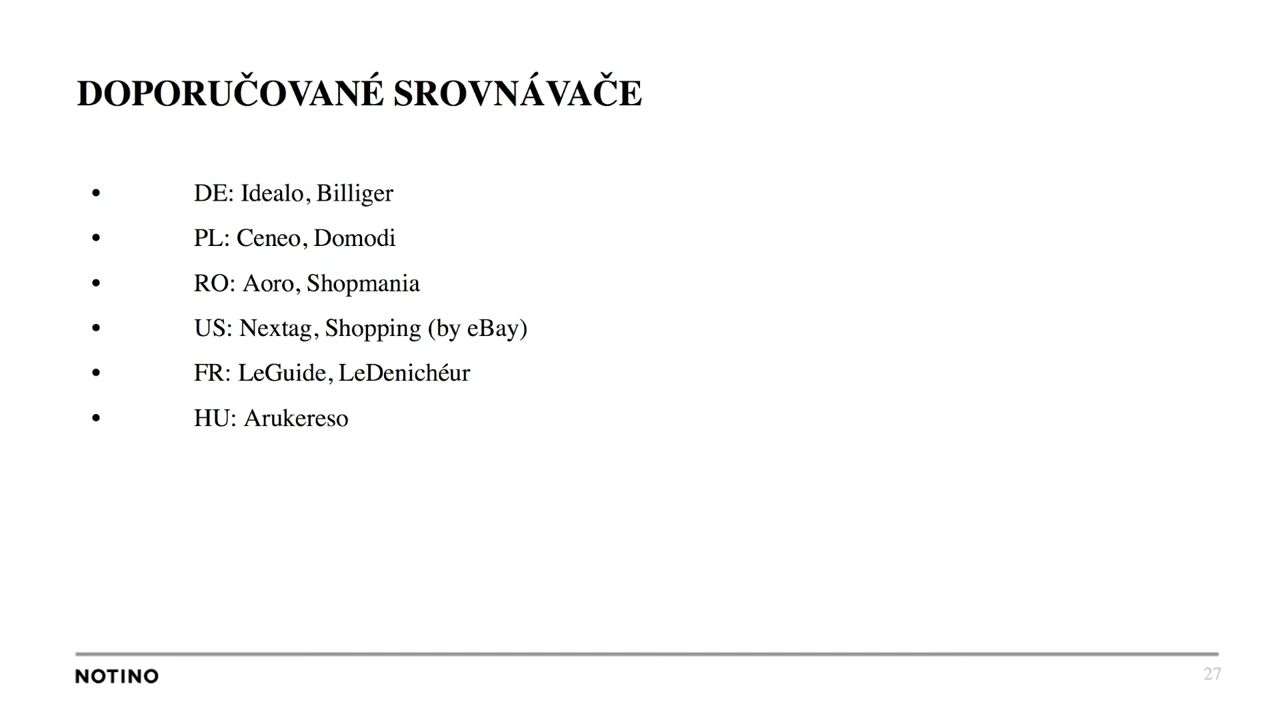 DOPORUČOVANÉ SROVNÁVAČE
• DE: Idealo, Billiger
• PL: Ceneo, Domodi
• RO: Aoro, Shopmania
• US: Nextag, Shopping (by eBay)
• FR: LeGuide, LeDenichéur
• HU: Arukereso
NOTINO
27